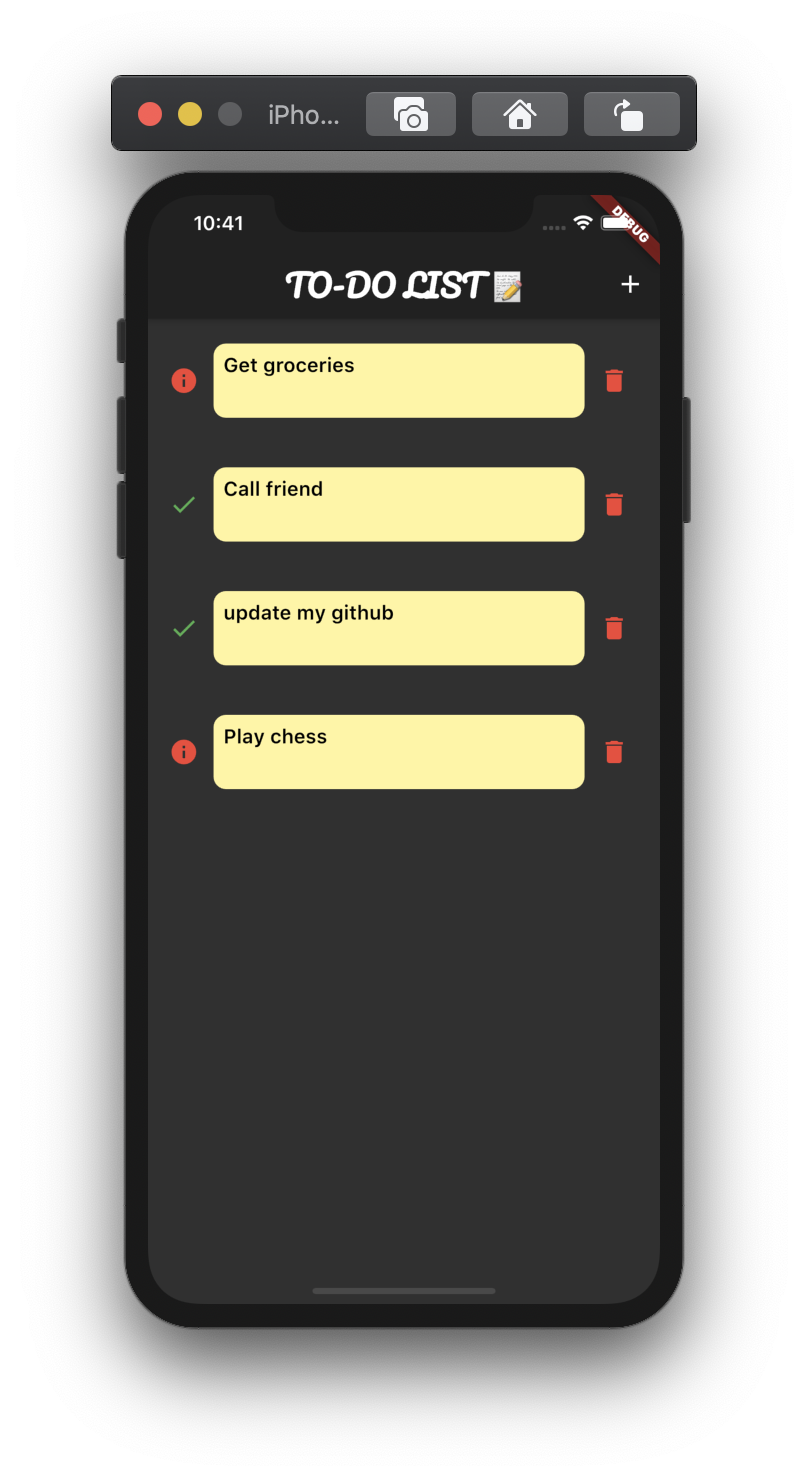 iPho...
10:41
DEBUG
TO-DO LIST
Get groceries
Call friend
update my github
Play chess